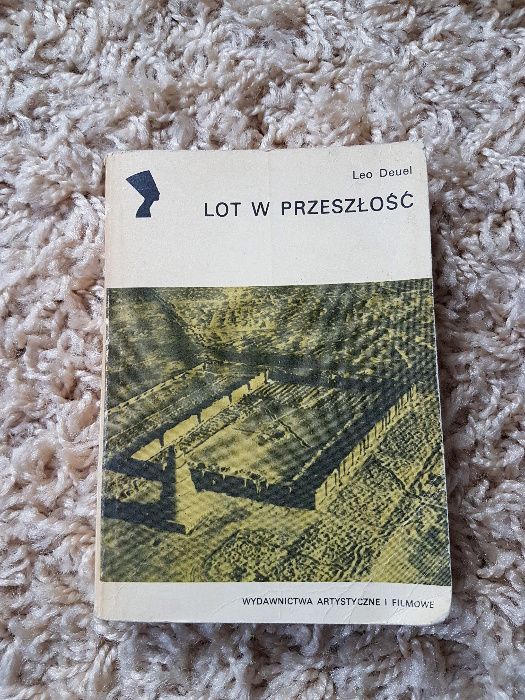 Leo Deuel
LOT W PRZESZŁOŚĆ
WYDAWNICTWA ARTYSTYCZNE I FILMOWE